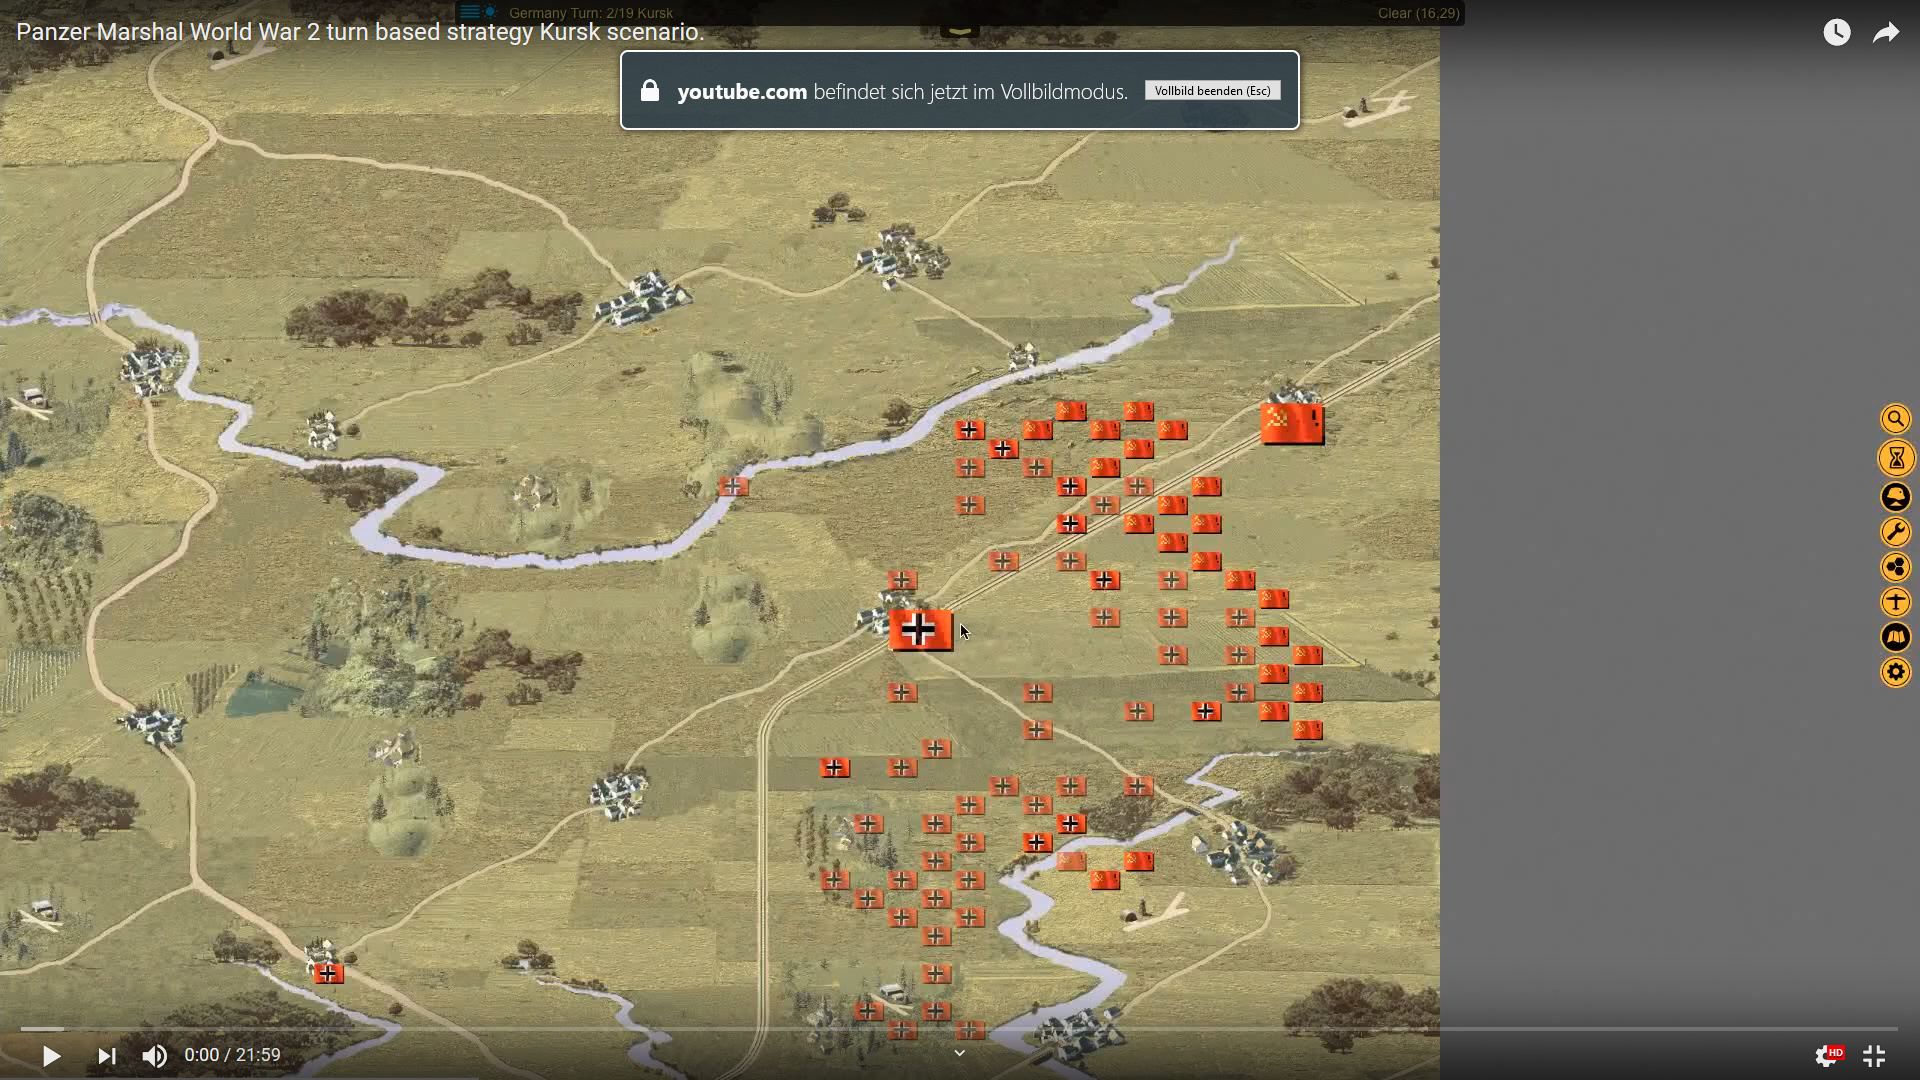 Germany Turn: 2/19 Kursk
Clear (16,29)
Panzer Marshal World War 2 turn based strategy Kursk scenario.
youtube.com befindet sich jetzt im Vollbildmodus.
Vollbild beenden (Esc)
0:00 / 21:59
HD